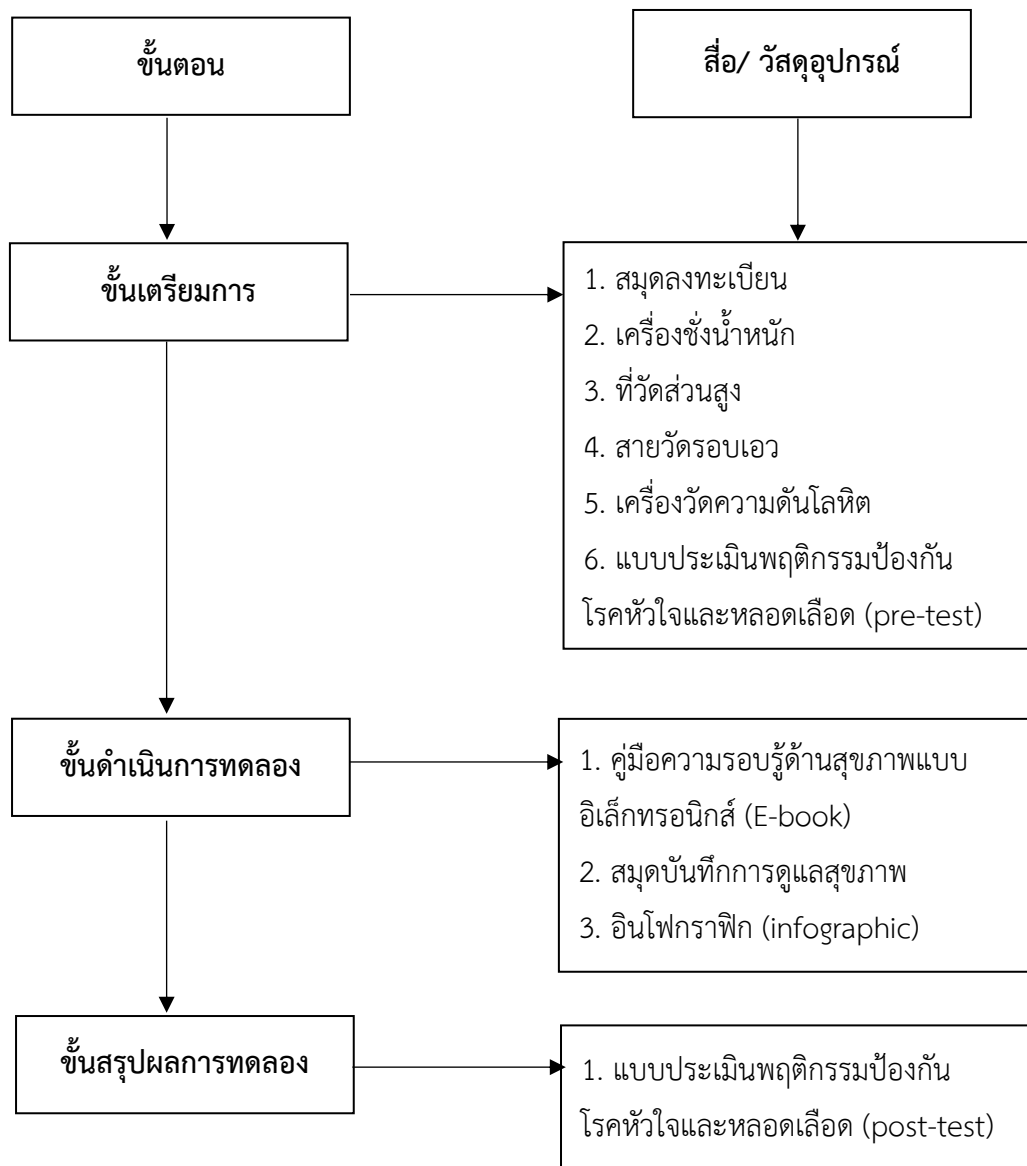 ขั้นตอน
สื่อ/ วัสดุอุปกรณ์
ขั้นเตรียมการ
1. สมุดลงทะเบียน
2. เครื่องชั่งน้ำหนัก
3. ที่วัดส่วนสูง
4. สายวัดรอบเอว
5. เครื่องวัดความดันโลหิต
6. แบบประเมินพฤติกรรมป้องกัน
โรคหัวใจและหลอดเลือด (pre-test)
ขั้นดำเนินการทดลอง
1. คู่มือความรอบรู้ด้านสุขภาพแบบ
อิเล็กทรอนิกส์ (E-book)
2. สมุดบันทึกการดูแลสุขภาพ
3. อินโฟกราฟิก (infographic)
ขั้นสรุปผลการทดลอง
1. แบบประเมินพฤติกรรมป้องกัน
โรคหัวใจและหลอดเลือด (post-test)